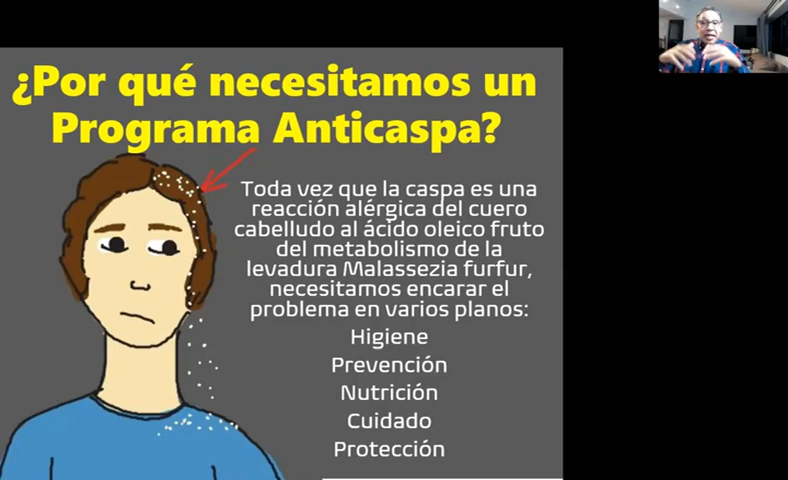 ¿Por qué necesitamos un
Programa Anticaspa?
Toda vez que la caspa es una
reacción alérgica del cuero
cabelludo al ácido oleico fruto
del metabolismo de la
levadura Malassezia furfur,
necesitamos encarar el
problema en varios planos:
Higiene
Prevención
Nutrición
Cuidado
Protección